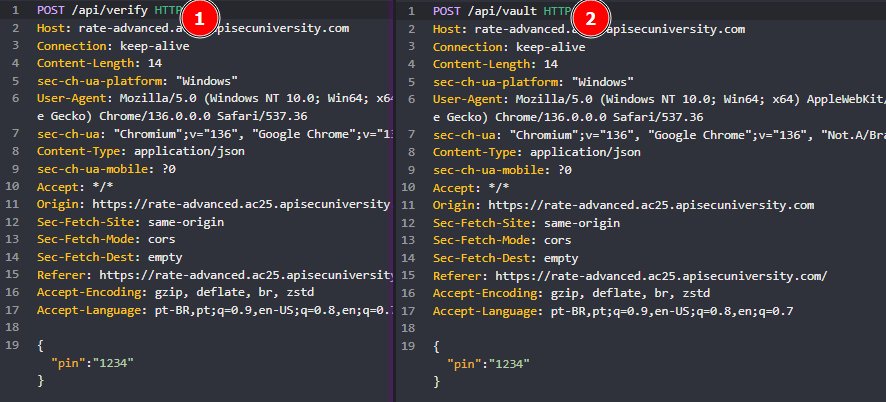 1 POST /api/verify HTTP
1
2 Host: rate-advanced.ac25.apisecuniversity.com
3 Connection: keep-alive
4 Content-Length: 14
5 sec-ch-ua-platform: "Windows"
6 User-Agent: Mozilla/5.0 (Windows NT 10.0; Win64; x64
e Gecko) Chrome/136.0.0.0 Safari/537.36
7 sec-ch-ua: "Chromium";v="136", "Google Chrome";v="13
8 Content-Type: application/json
9 sec-ch-ua-mobile: ?0
10 Accept: */*
11 Origin: https://rate-advanced.ac25.apisecuniversity
12 Sec-Fetch-Site: same-origin
13 Sec-Fetch-Mode: cors
14 Sec-Fetch-Dest: empty
15 Referer: https://rate-advanced.ac25.apisecuniversity
16 Accept-Encoding: gzip, deflate, br, zstd
17 Accept-Language: pt-BR,pt;q=0.9,en-US;q=0.8,en;q=0.7
18
19 {
"pin":"1234"
}
1 POST /api/vault HTTP
2
2 Host: rate-advanced.ac25.apisecuniversity.com
3 Connection: keep-alive
4 Content-Length: 14
5 sec-ch-ua-platform: "Windows"
6 User-Agent: Mozilla/5.0 (Windows NT 10.0; Win64; x64) AppleWebKit/
e Gecko) Chrome/136.0.0.0 Safari/537.36
7 sec-ch-ua: "Chromium";v="136", "Google Chrome";v="136", "Not.A/Bra
8 Content-Type: application/json
9 sec-ch-ua-mobile: ?0
10 Accept: */*
11 Origin: https://rate-advanced.ac25.apisecuniversity.com
12 Sec-Fetch-Site: same-origin
13 Sec-Fetch-Mode: cors
14 Sec-Fetch-Dest: empty
15 Referer: https://rate-advanced.ac25.apisecuniversity.com/
16 Accept-Encoding: gzip, deflate, br, zstd
17 Accept-Language: pt-BR,pt;q=0.9,en-US;q=0.8,en;q=0.7
18
19 {
"pin":"1234"
}